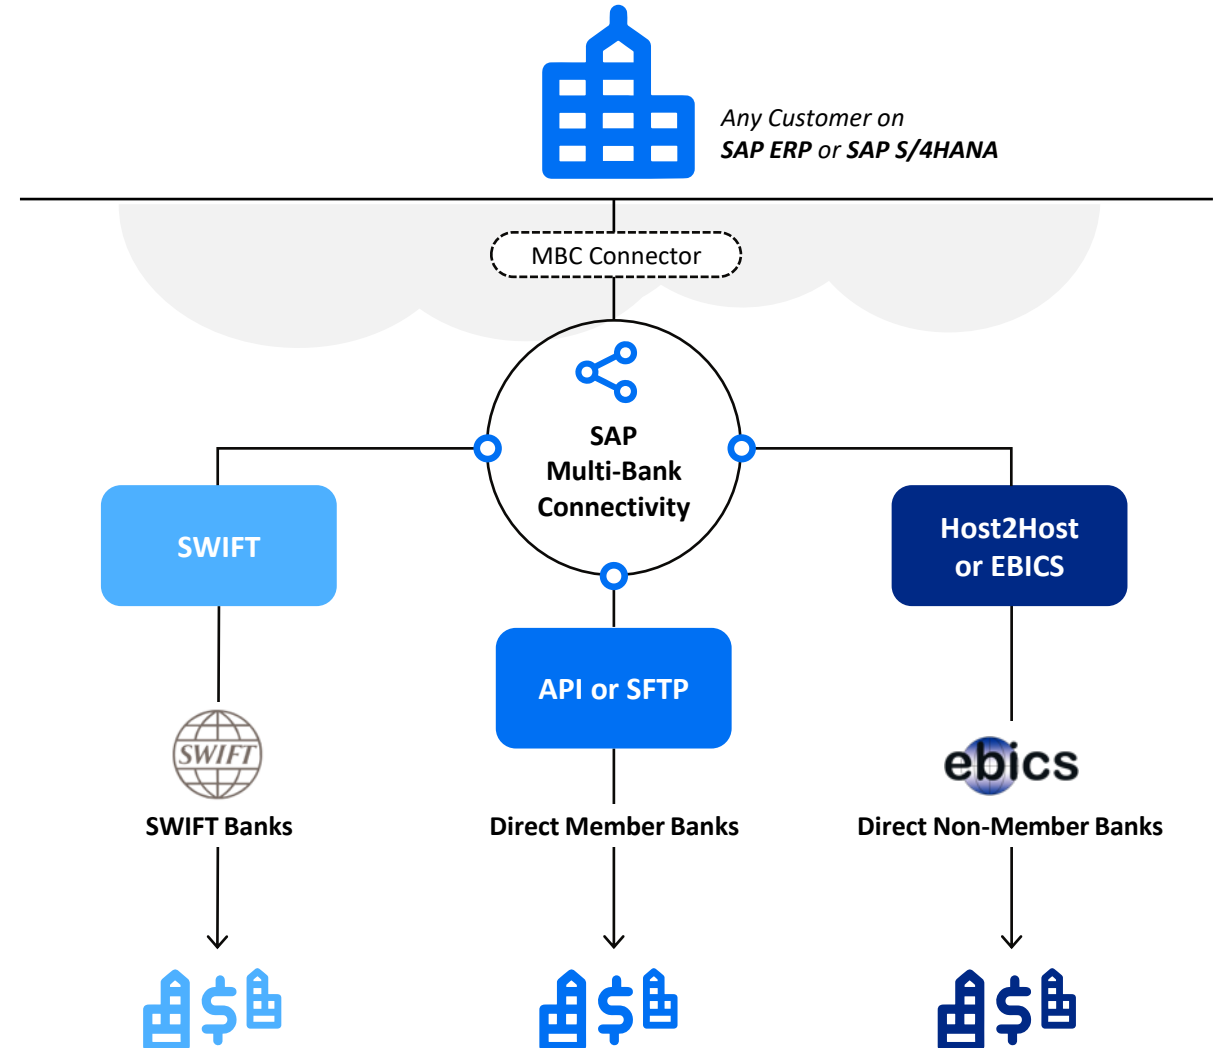 Any Customer on
SAP ERP or SAP S/4HANA
MBC Connector
SAP
Multi-Bank
Connectivity
SWIFT
Host2Host
or EBICS
API or SFTP
SWIFT
ebics
SWIFT Banks
Direct Member Banks
Direct Non-Member Banks